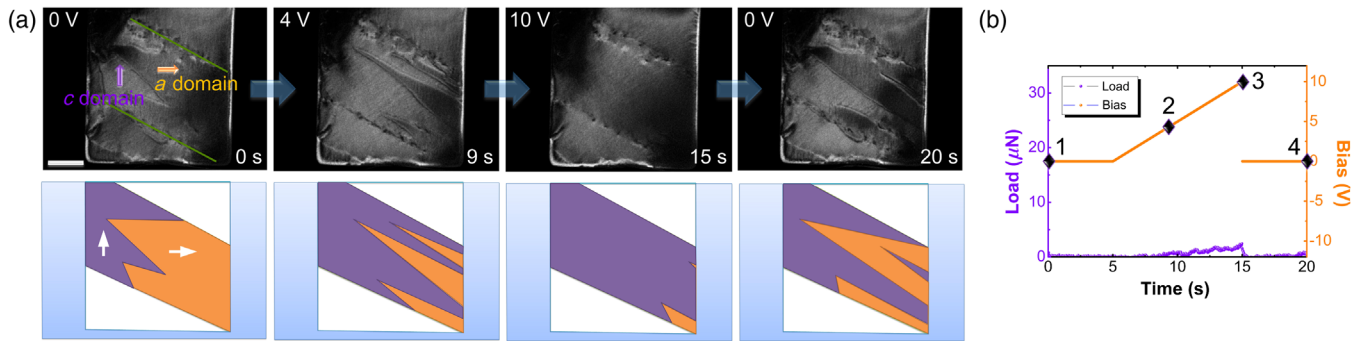 (a)
0 V
c domain
a domain
0 s
4 V
9 s
10 V
15 s
0 V
20 s
(b)
Load
Bias
1
2
3
4
Load (μN)
30
20
10
0
Bias (V)
10
5
0
-5
-10
0
5
10
15
20
Time (s)